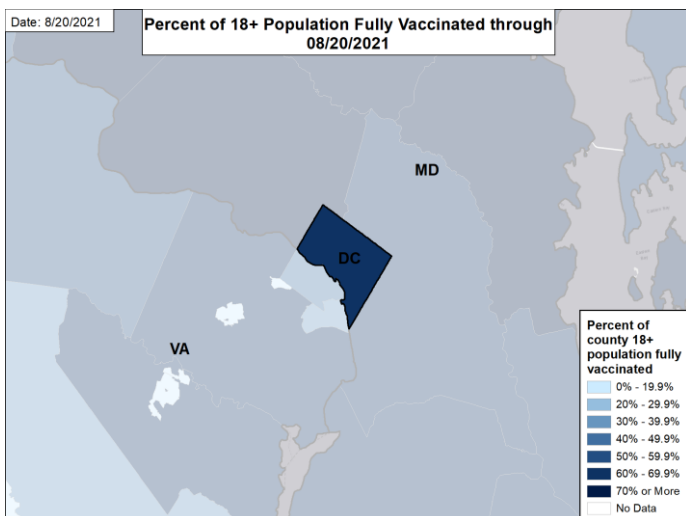 Date: 8/20/2021
Percent of 18+ Population Fully Vaccinated through
08/20/2021
MD
DC
VA
Percent of
county 18+
population fully
vaccinated
0% - 19.9%
20% - 29.9%
30% - 39.9%
40% - 49.9%
50% - 59.9%
60% - 69.9%
70% or More
No Data